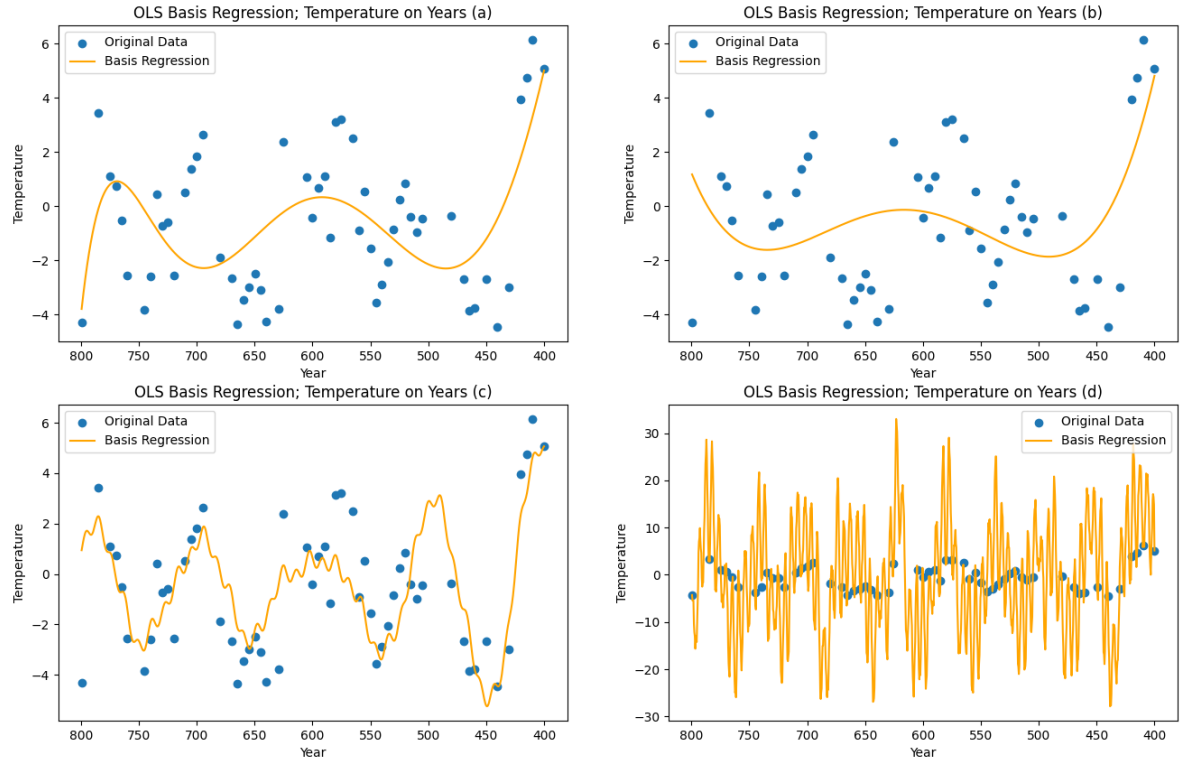 OLS Basis Regression; Temperature on Years (a)
Original Data
Basis Regression
6
4
2
0
−2
−4
Temperature
800 750 700 650 600 550 500 450 400
Year
OLS Basis Regression; Temperature on Years (b)
Original Data
Basis Regression
6
4
2
0
−2
−4
Temperature
800 750 700 650 600 550 500 450 400
Year
OLS Basis Regression; Temperature on Years (c)
Original Data
Basis Regression
6
4
2
0
−2
−4
Temperature
800 750 700 650 600 550 500 450 400
Year
OLS Basis Regression; Temperature on Years (d)
Original Data
Basis Regression
30
20
10
0
−10
−20
−30
Temperature
800 750 700 650 600 550 500 450 400
Year